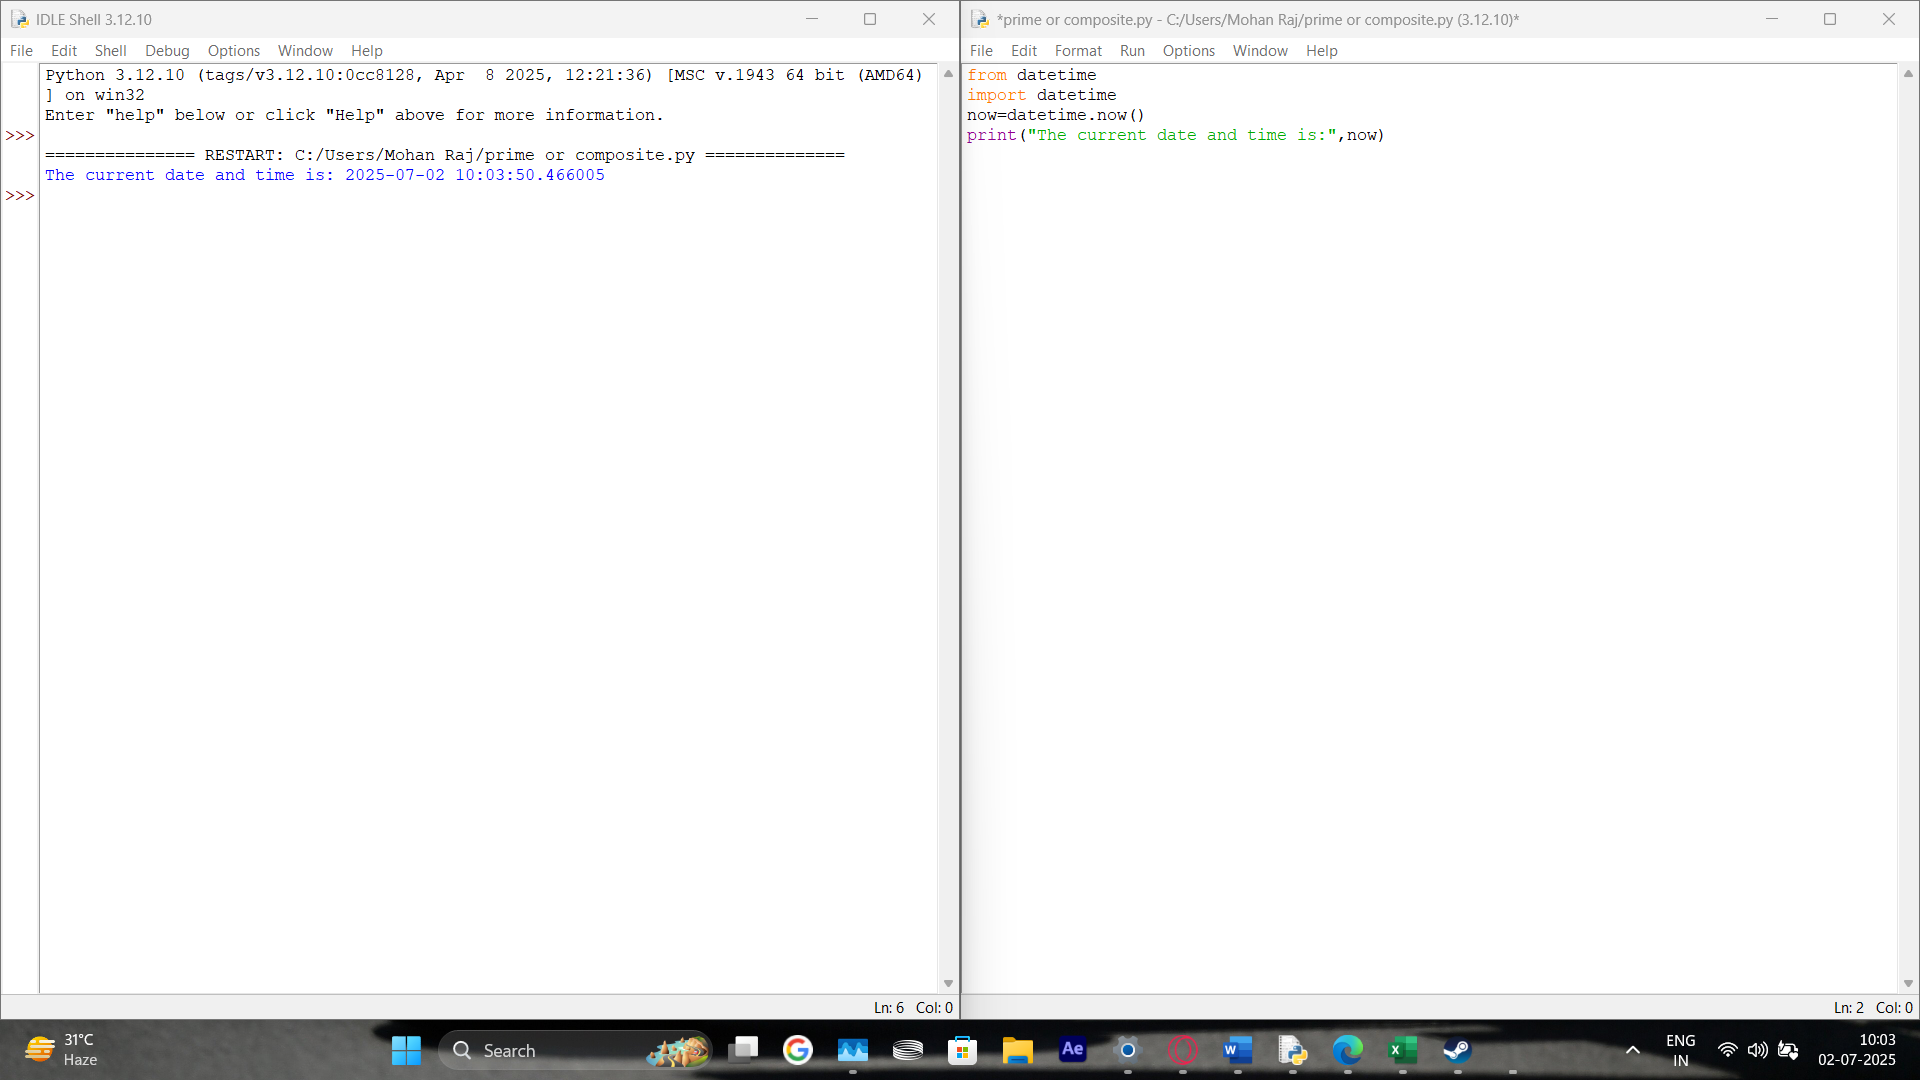 IDLE Shell 3.12.10
File Edit Shell Debug Options Window Help
Python 3.12.10 (tags/v3.12.10:0cc8128, Apr  8 2025, 12:21:36) [MSC v.1943 64 bit (AMD64)
] on win32
Enter "help" below or click "Help" above for more information.
>>>
=============== RESTART: C:/Users/Mohan Raj/prime or composite.py ==============
The current date and time is: 2025-07-02 10:03:50.466005
>>>
Ln: 6 Col: 0
*prime or composite.py - C:/Users/Mohan Raj/prime or composite.py (3.12.10)*
File Edit Format Run Options Window Help
from datetime
import datetime
now=datetime.now()
print("The current date and time is:",now)
Ln: 2 Col: 0
31°C
Haze
Search
Ae
W
X
ENG
IN
10:03
02-07-2025